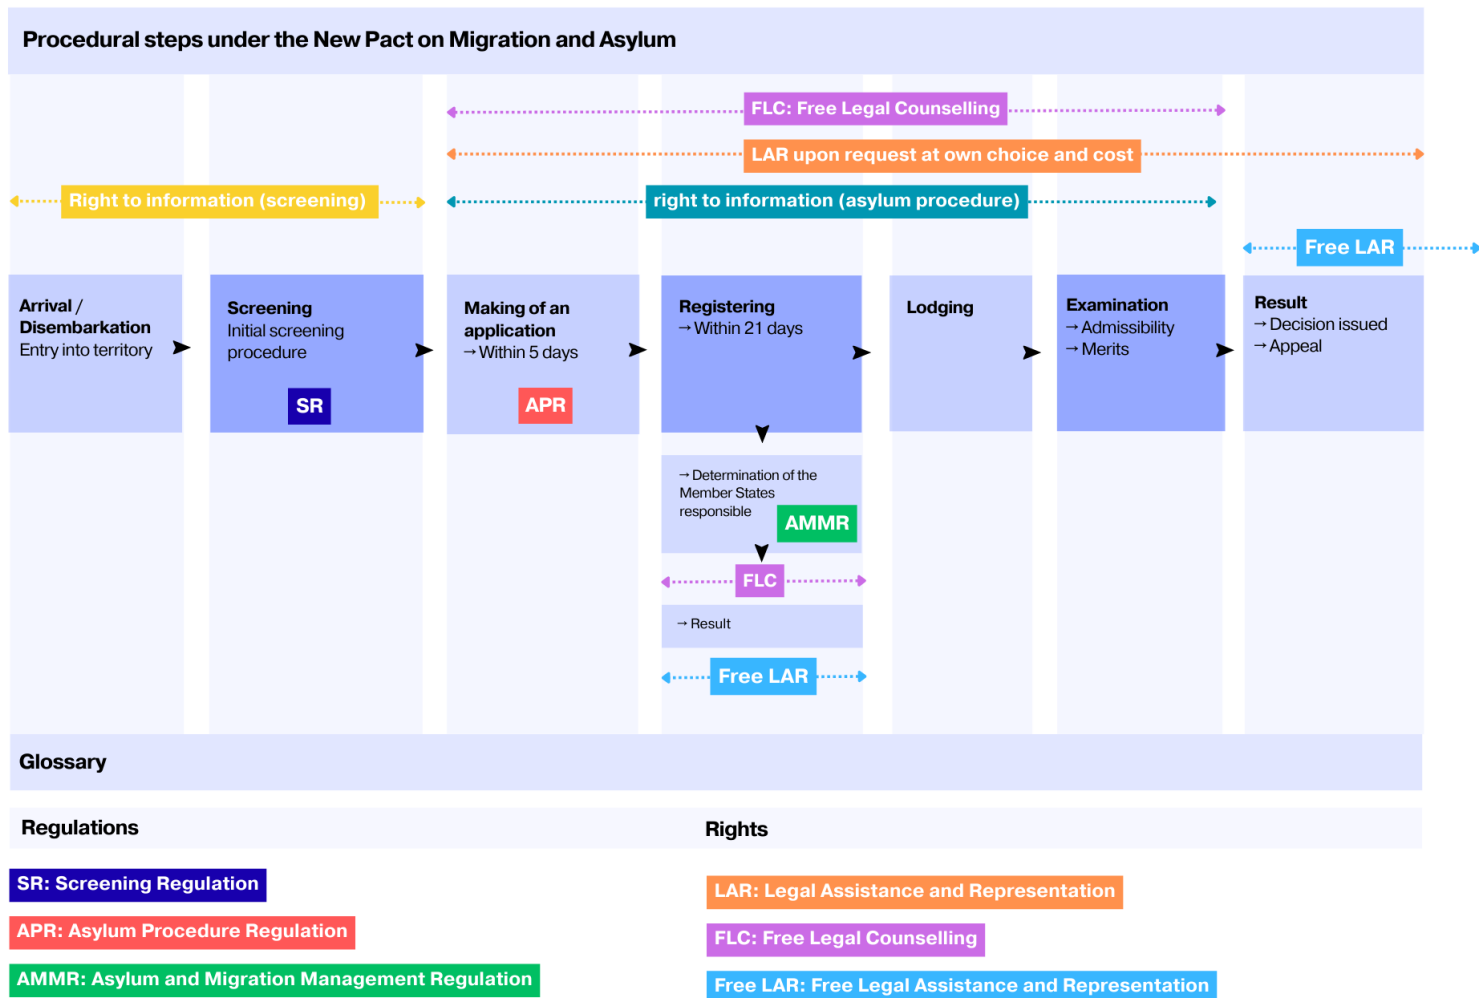 Procedural steps under the New Pact on Migration and Asylum
FLC: Free Legal Counselling
LAR upon request at own choice and cost
Right to information (screening)
right to information (asylum procedure)
Free LAR
Arrival /
Disembarkation
Entry into territory
Screening
Initial screening
procedure
SR
Making of an
application
→ Within 5 days
APR
Registering
→ Within 21 days
Lodging
Examination
→ Admissibility
→ Merits
Result
→ Decision issued
→ Appeal
→ Determination of the
Member States
responsible
AMMR
FLC
→ Result
Free LAR
Glossary
Regulations
SR: Screening Regulation
APR: Asylum Procedure Regulation
AMMR: Asylum and Migration Management Regulation
Rights
LAR: Legal Assistance and Representation
FLC: Free Legal Counselling
Free LAR: Free Legal Assistance and Representation